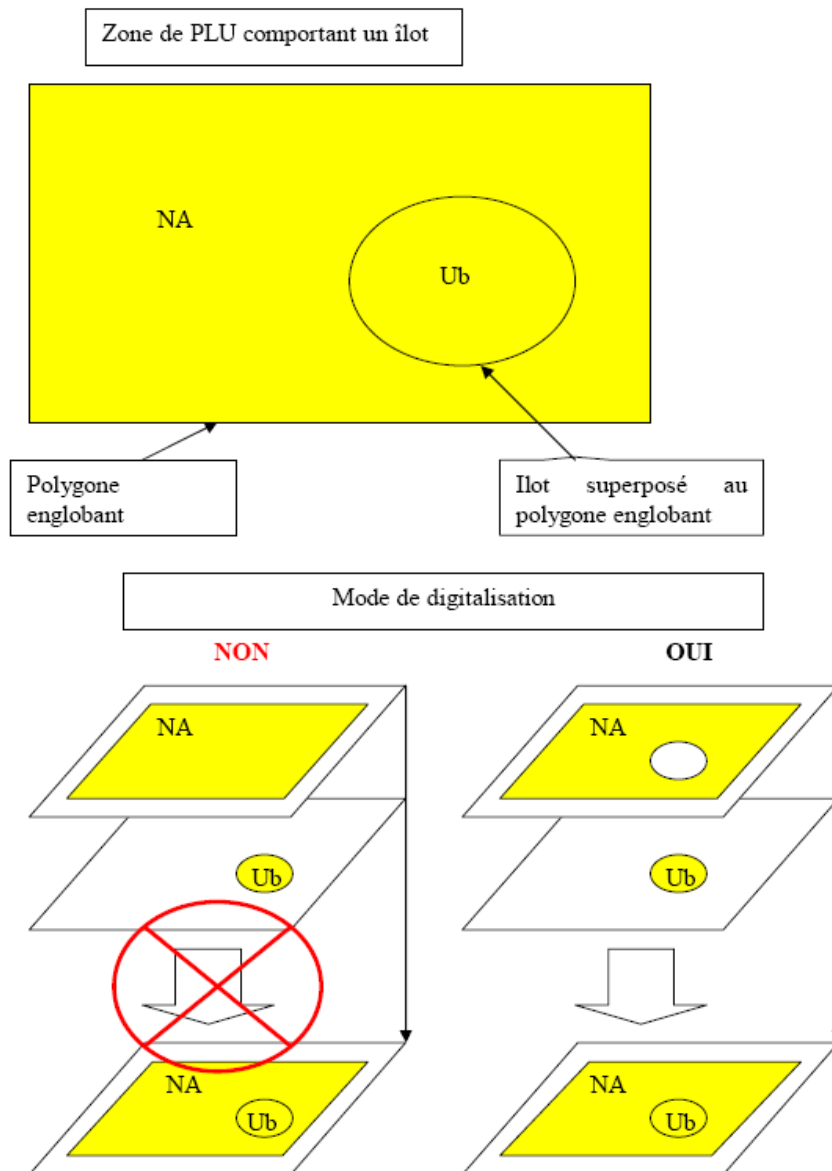 Zone de PLU comportant un îlot
NA
Ub
Polygone
englobant
Ilot superposé au
polygone englobant
Mode de digitalisation
NON
OUI
NA
NA
Ub
Ub
NA
NA
Ub
Ub